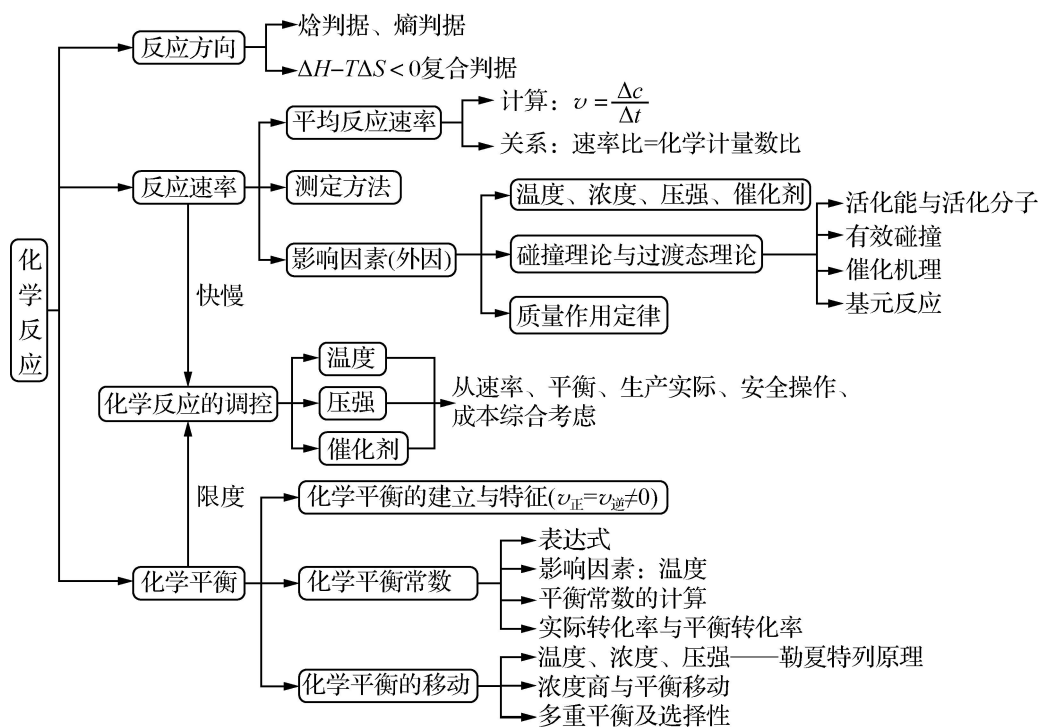 化学反应
反应方向
焓判据、熵判据
ΔH-TΔS<0复合判据
反应速率
平均反应速率
计算：v=Δc/Δt
关系：速率比=化学计量数比
测定方法
影响因素(外因)
温度、浓度、压强、催化剂
碰撞理论与过渡态理论
活化能与活化分子
有效碰撞
催化机理
基元反应
质量作用定律
快慢
化学反应的调控
温度
压强
催化剂
从速率、平衡、生产实际、安全操作、
成本综合考虑
限度
化学平衡
化学平衡的建立与特征(v正=v逆≠0)
化学平衡常数
表达式
影响因素：温度
平衡常数的计算
实际转化率与平衡转化率
化学平衡的移动
温度、浓度、压强——勒夏特列原理
浓度商与平衡移动
多重平衡及选择性